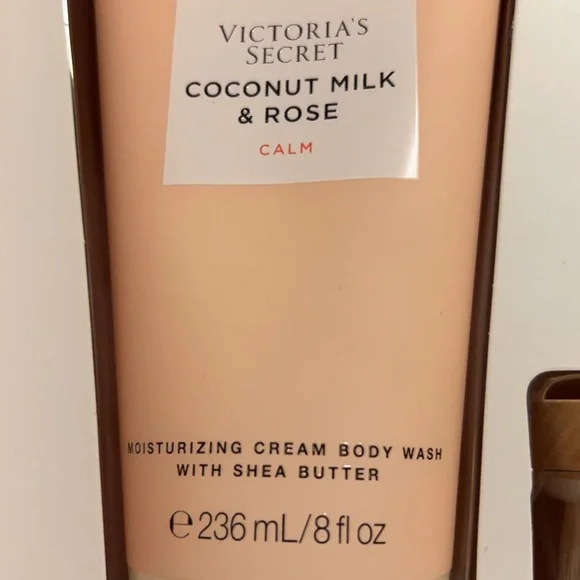 VICTORIA'S
SECRET
COCONUT MILK
& ROSE
CALM
MOISTURIZING CREAM BODY WASH
WITH SHEA BUTTER
℮ 236 mL/8 fl oz